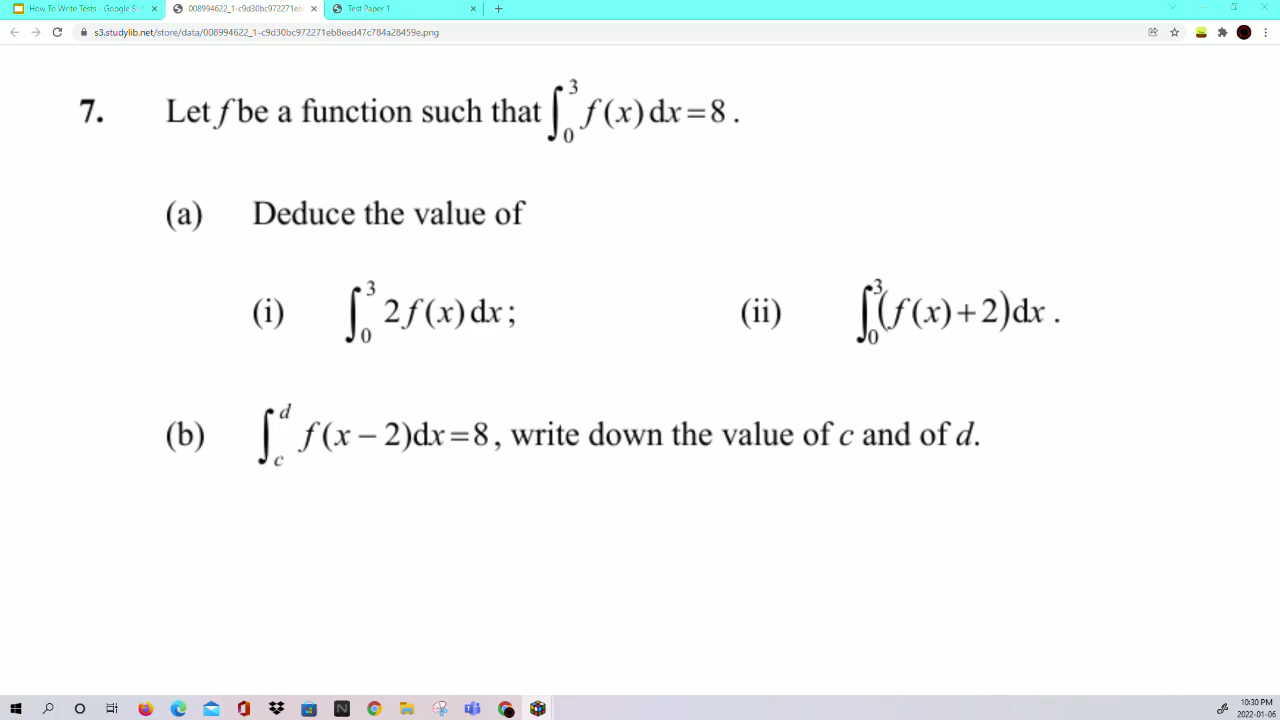 How To Write Tests - Google Sli
008994622_1-c9d30bc972271eb
Test Paper 1
s3.studylib.net/store/data/008994622_1-c9d30bc972271eb8eed47c784a28459e.png
7. Let f be a function such that ∫₀³ f(x) dx = 8 .
(a) Deduce the value of
(i) ∫₀³ 2f(x) dx; (ii) ∫₀³ (f(x) + 2)dx .
(b) ∫_c^d f(x – 2)dx = 8, write down the value of c and of d.
10:30 PM
2022-01-06